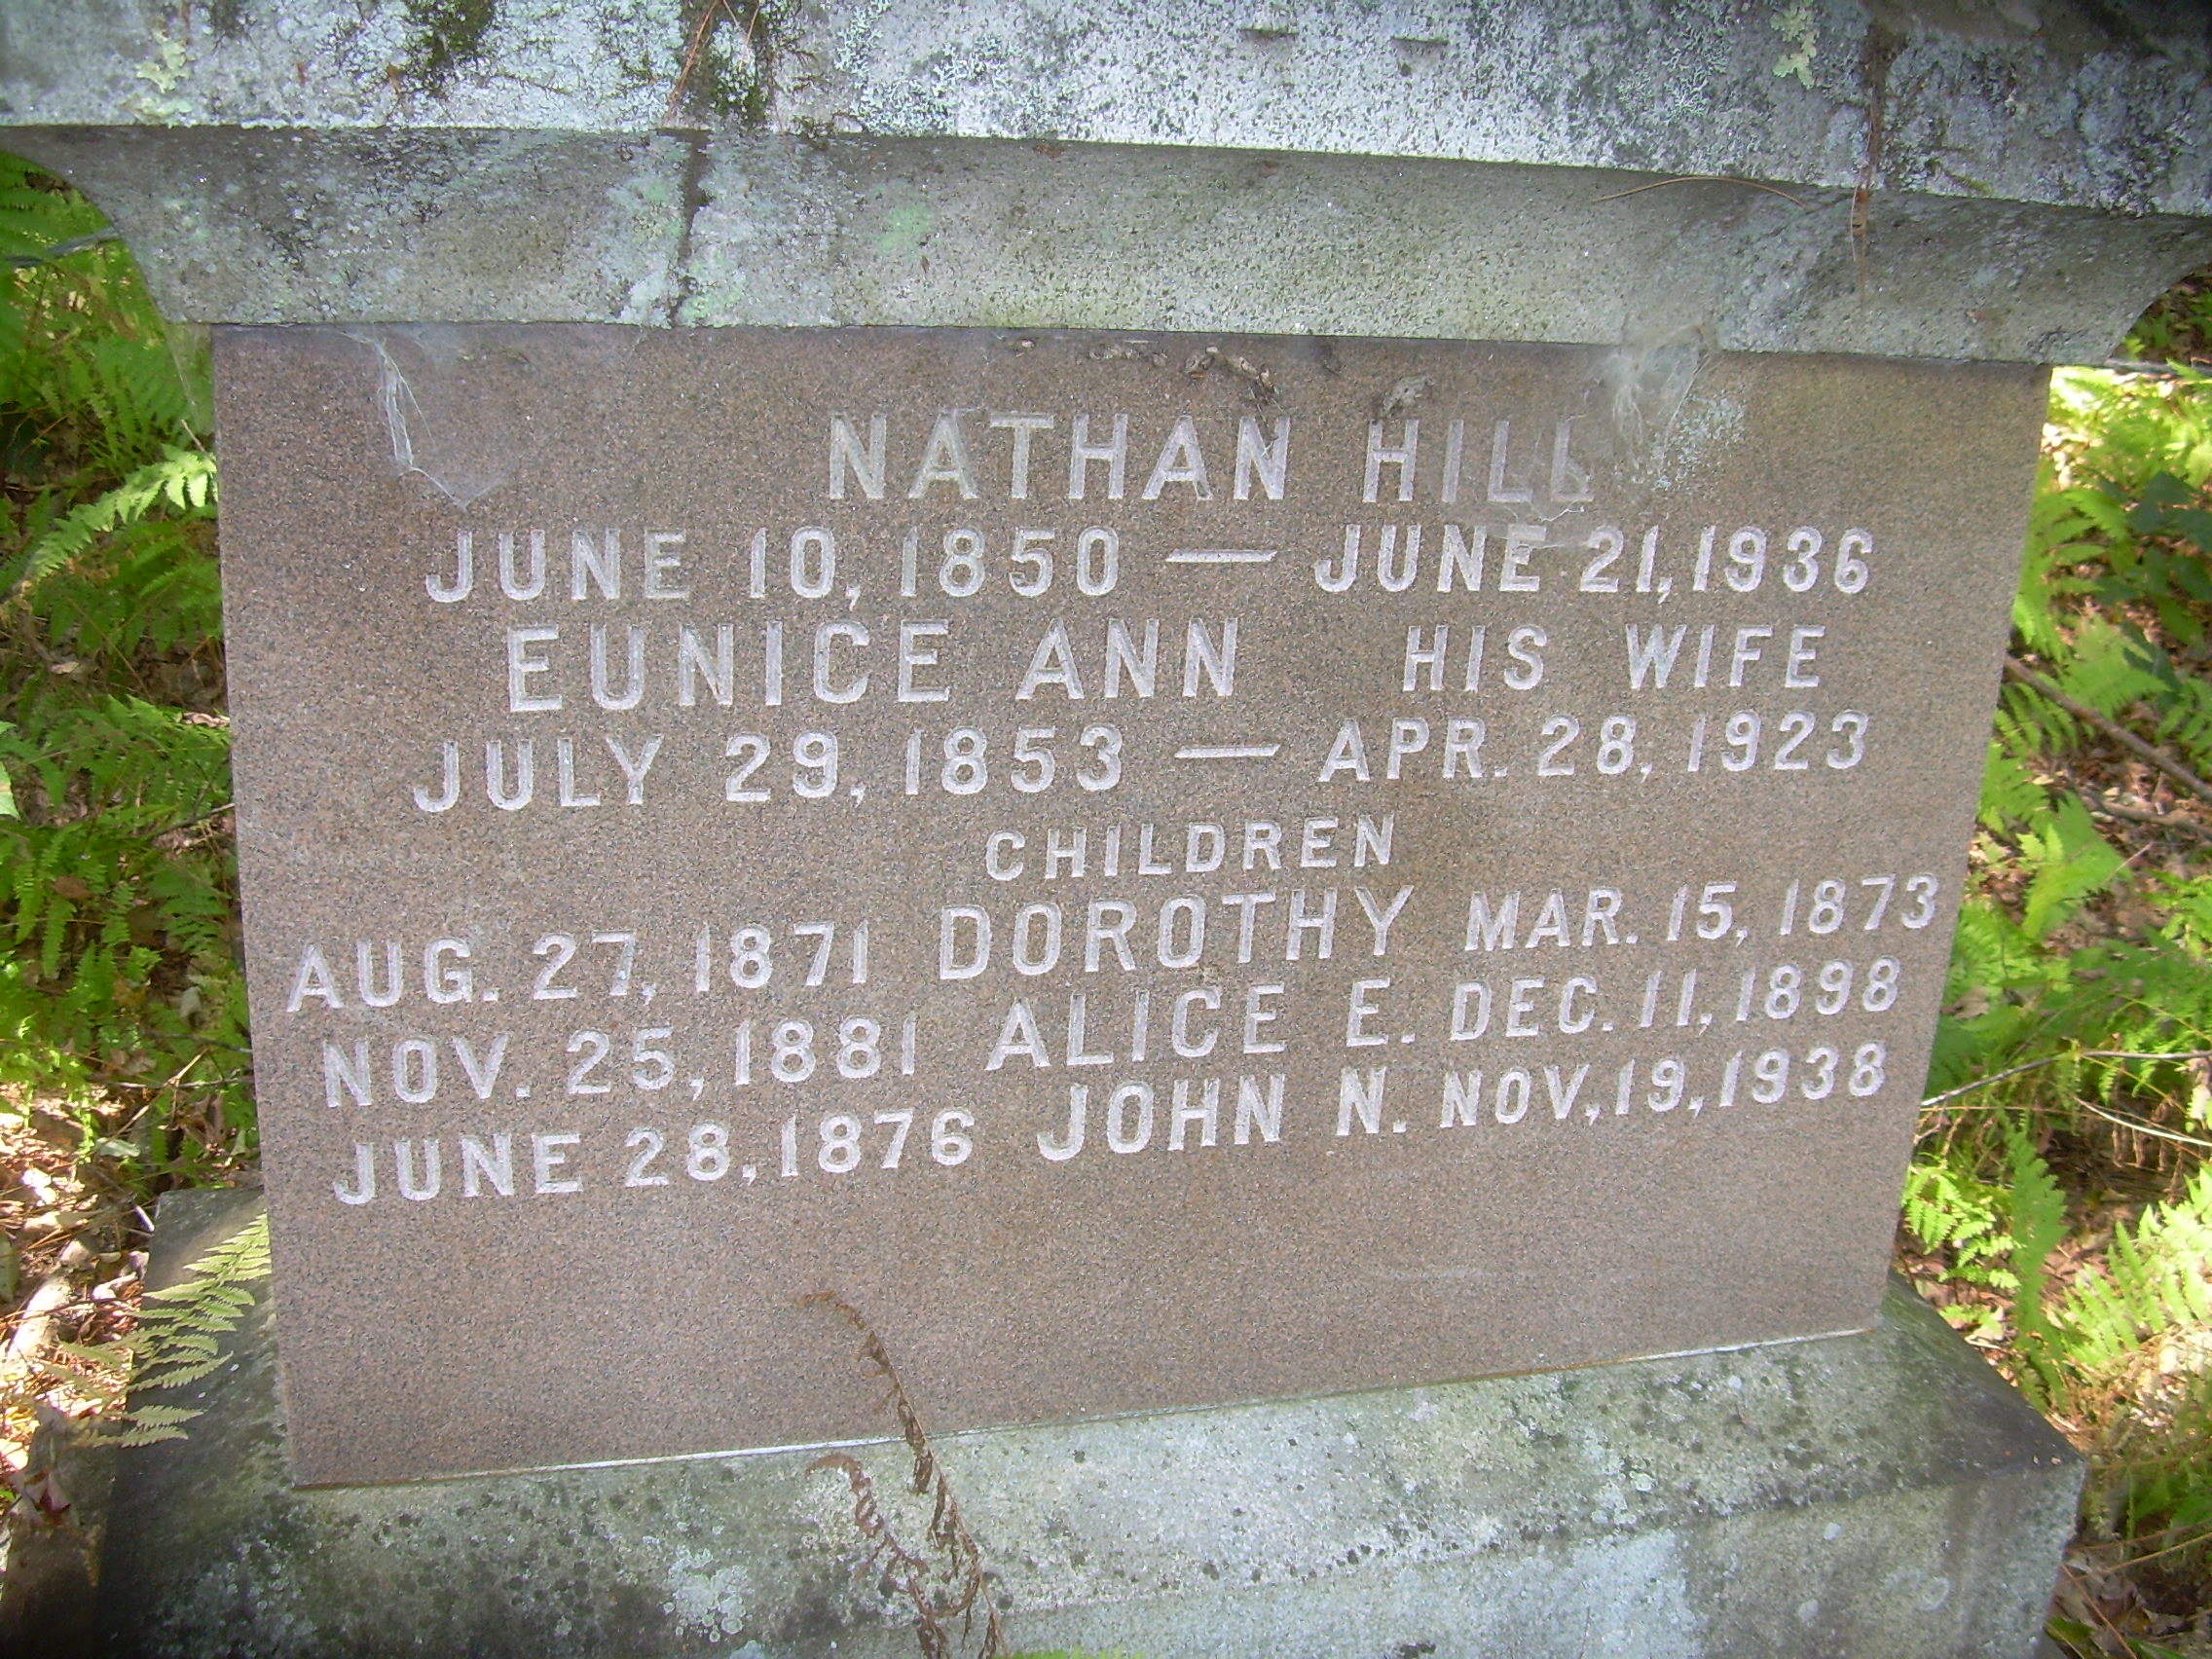 NATHAN HILL
JUNE 10, 1850 — JUNE 21, 1936
EUNICE ANN HIS WIFE
JULY 29, 1853 — APR. 28, 1923
CHILDREN
AUG. 27, 1871 DOROTHY MAR. 15, 1873
NOV. 25, 1881 ALICE E. DEC. 11, 1898
JUNE 28, 1876 JOHN N. NOV, 19, 1938